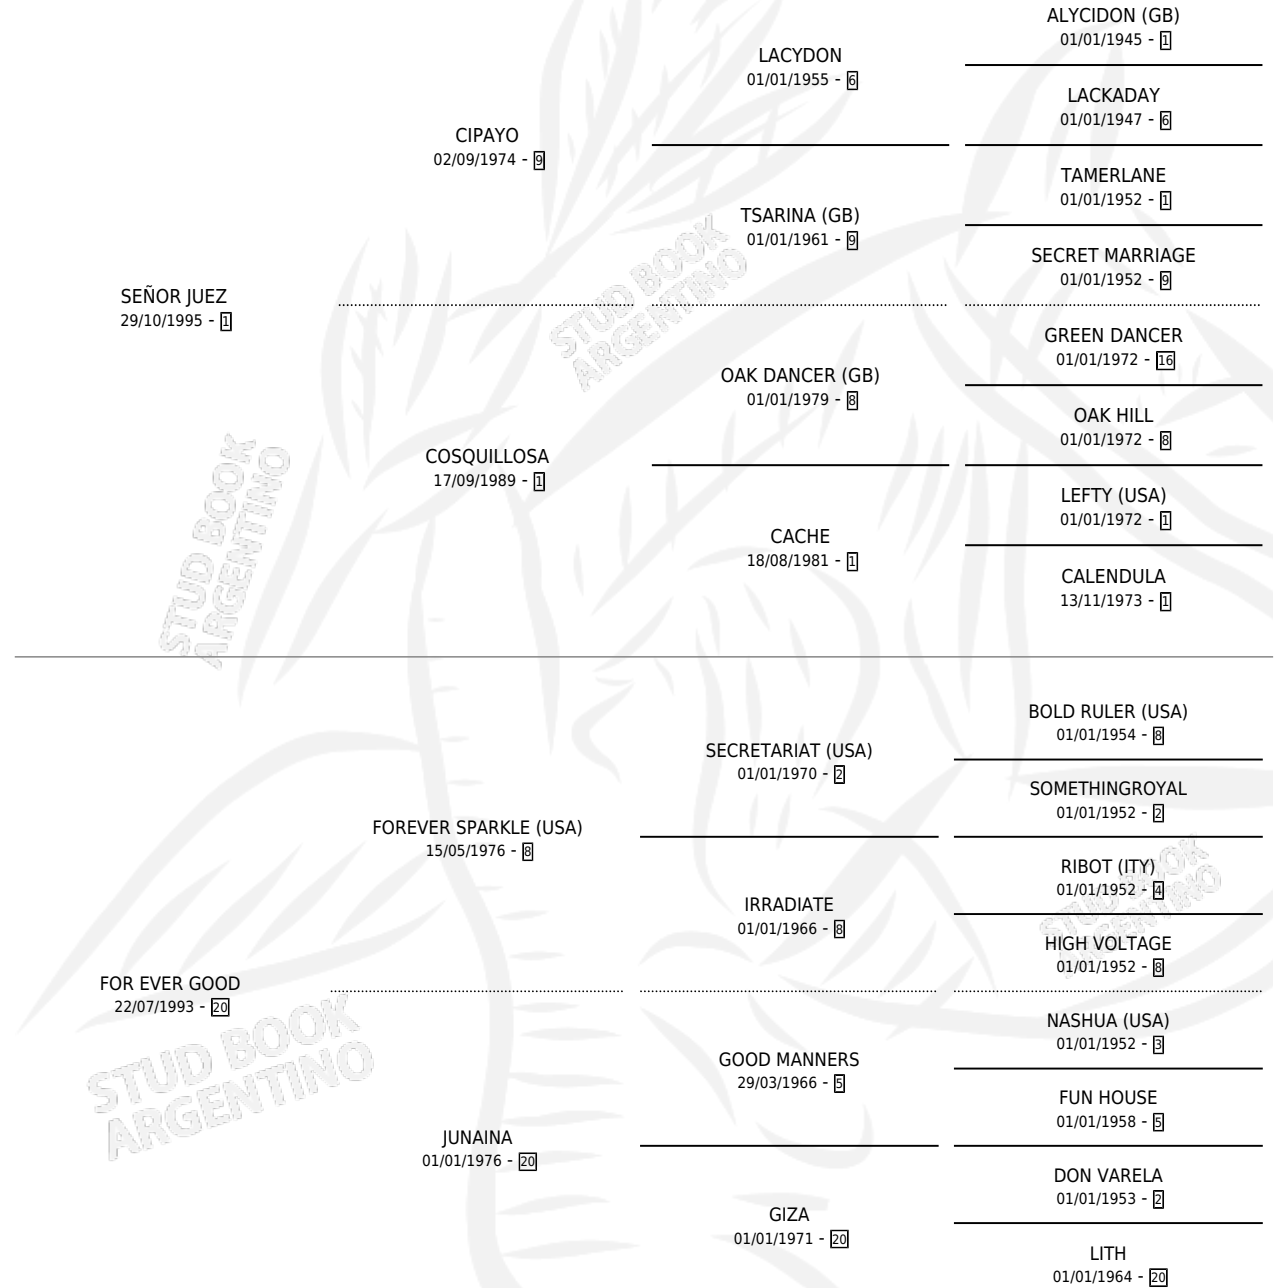 ALYCIDON (GB)
01/01/1945 - 1
LACYDON
01/01/1955 - 6
LACKADAY
01/01/1947 - 6
CIPAYO
02/09/1974 - 9
TAMERLANE
01/01/1952 - 1
TSARINA (GB)
01/01/1961 - 9
SECRET MARRIAGE
01/01/1952 - 9
SEÑOR JUEZ
29/10/1995 - 1
GREEN DANCER
01/01/1972 - 16
OAK DANCER (GB)
01/01/1979 - 8
OAK HILL
01/01/1972 - 8
COSQUILLOSA
17/09/1989 - 1
LEFTY (USA)
01/01/1972 - 1
CACHE
18/08/1981 - 1
CALENDULA
13/11/1973 - 1
BOLD RULER (USA)
01/01/1954 - 8
SECRETARIAT (USA)
01/01/1970 - 2
SOMETHINGROYAL
01/01/1952 - 2
FOREVER SPARKLE (USA)
15/05/1976 - 8
RIBOT (ITY)
01/01/1952 - 4
IRRADIATE
01/01/1966 - 8
HIGH VOLTAGE
01/01/1952 - 8
FOR EVER GOOD
22/07/1993 - 20
NASHUA (USA)
01/01/1952 - 3
GOOD MANNERS
29/03/1966 - 5
FUN HOUSE
01/01/1958 - 5
JUNAINA
01/01/1976 - 20
DON VARELA
01/01/1953 - 2
GIZA
01/01/1971 - 20
LITH
01/01/1964 - 20
STUD BOOK
ARGENTINO
STUD BOOK
ARGENTINO
STUD BOOK
ARGENTINO
STUD BOOK
ARGENTINO